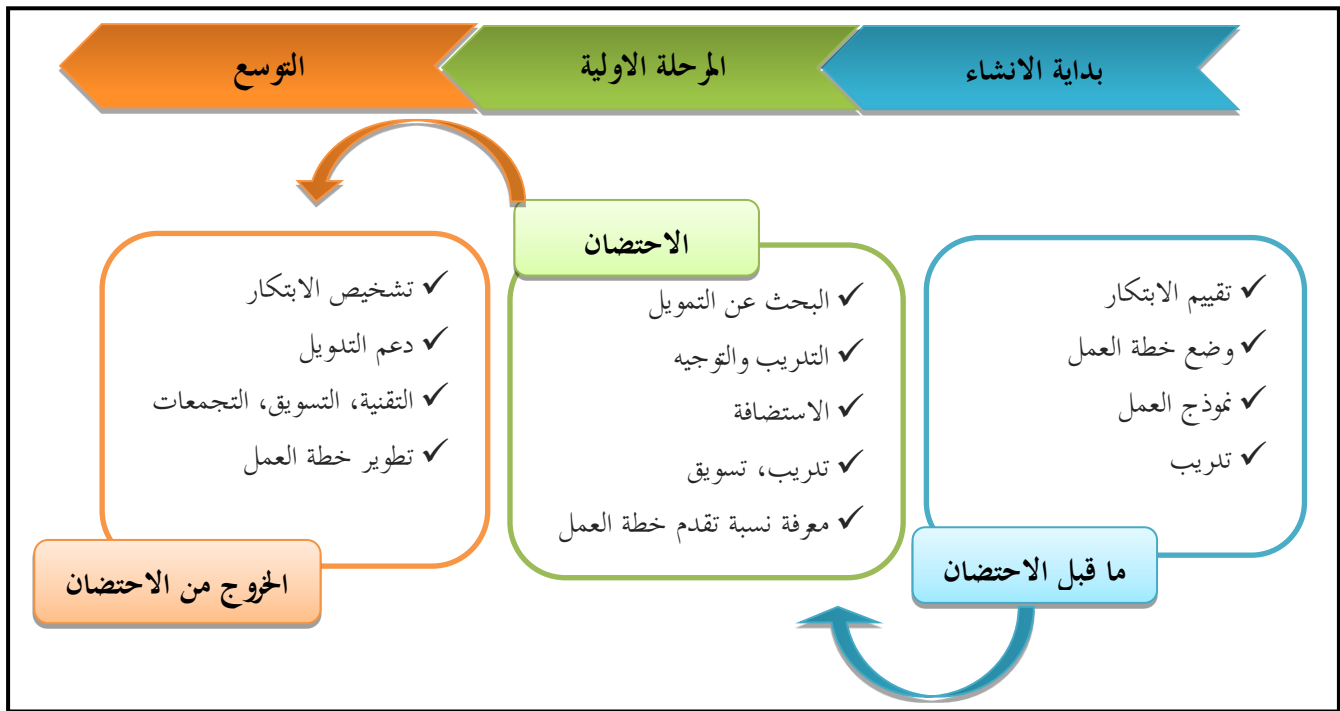 بداية الانشاء
المرحلة الاولية
التوسع
تقييم الابتكار
وضع خطة العمل
نموذج العمل
تدريب
ما قبل الاحتضان
الاحتضان
البحث عن التمويل
التدريب والتوجيه
الاستضافة
تدريب، تسويق
معرفة نسبة تقدم خطة العمل
تشخيص الابتكار
دعم التدويل
التقنية، التسويق، التجمعات
تطوير خطة العمل
الخروج من الاحتضان